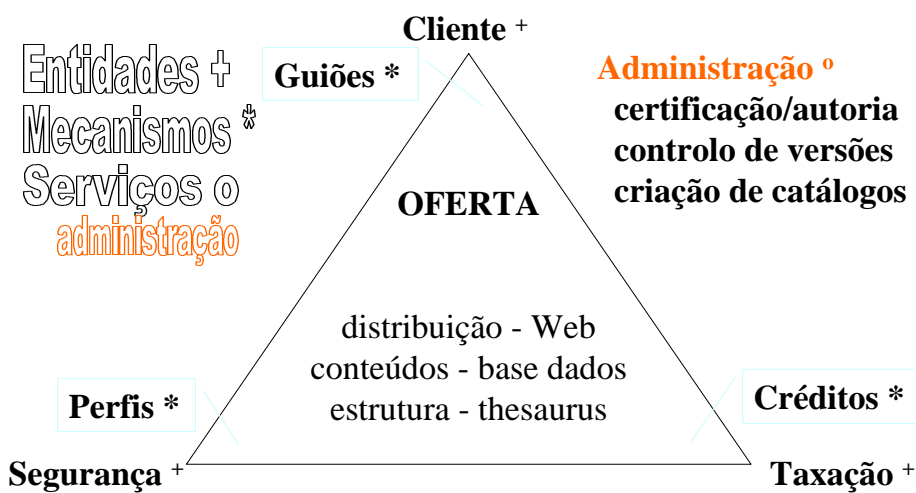 Cliente +
Entidades +
Mecanismos *
Serviços o
administração
Guiões *
Administração o
certificação/autoria
controlo de versões
criação de catálogos
OFERTA
distribuição - Web
conteúdos - base dados
estrutura - thesaurus
Perfis *
Créditos *
Segurança +
Taxação +